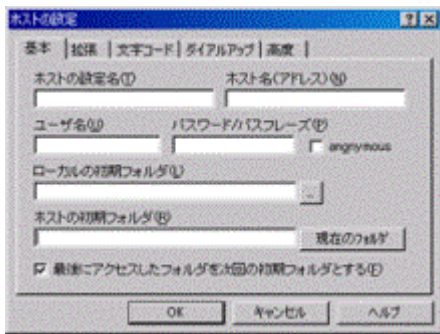 ホストの設定
基本 拡張 文字コード ダイアルアップ 高度
ホストの設定名(T) ホスト名(アドレス)(N)
ユーザ名(U) パスワード/パスフレーズ(P)
angnymous
ローカルの初期フォルダ(L)
...
ホストの初期フォルダ(R)
現在のフォルダ
最後にアクセスしたフォルダを次回の初期フォルダとする(F)
OK キャンセル ヘルプ